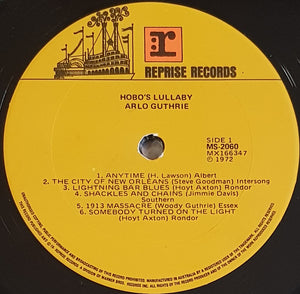 r
REPRISE RECORDS
HOBO'S LULLABY
ARLO GUTHRIE
SIDE 1
MS-2060
MX166347
℗ 1972
1. ANYTIME (H. Lawson) Albert
2. THE CITY OF NEW ORLEANS (Steve Goodman) Intersong
3. LIGHTNING BAR BLUES (Hoyt Axton) Rondor
4. SHACKLES AND CHAINS (Jimmie Davis)
Southern
5. 1913 MASSACRE (Woody Guthrie) Essex
6. SOMEBODY TURNED ON THE LIGHT
(Hoyt Axton) Rondor